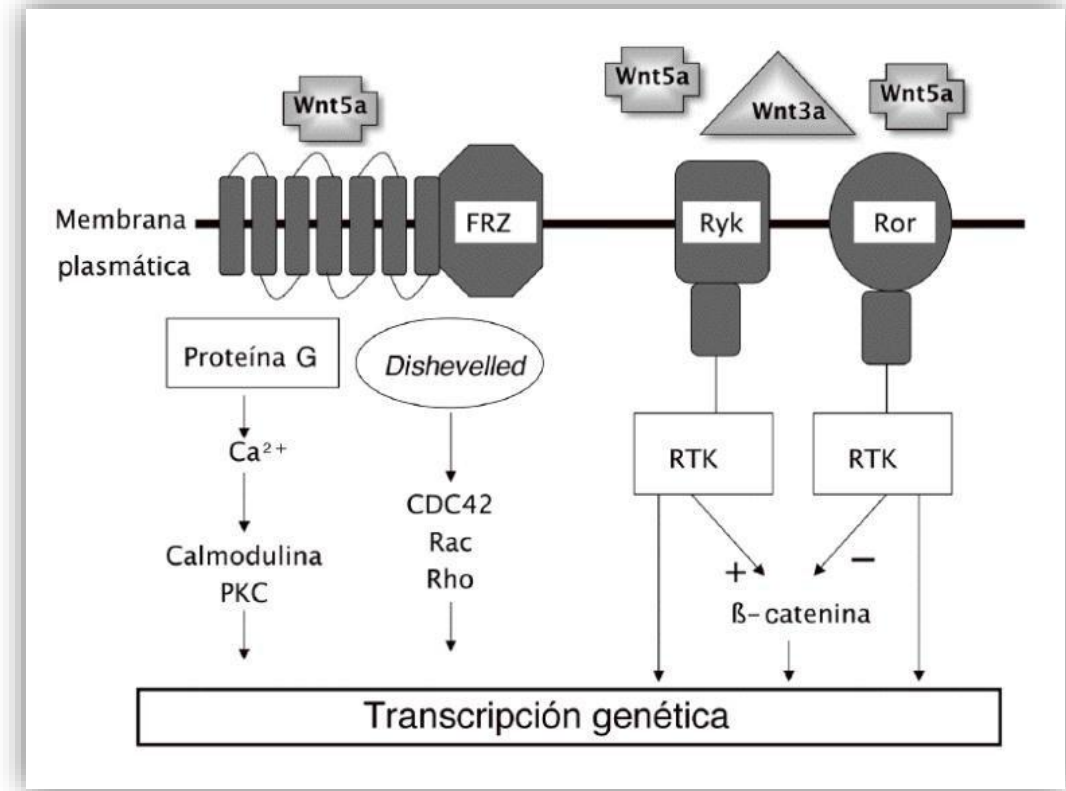 Wnt5a
Wnt5a
Wnt3a
Wnt5a
Membrana
plasmática
FRZ
Ryk
Ror
Proteína G
Dishevelled
RTK
RTK
Ca²⁺
CDC42
Rac
Rho
Calmodulina
PKC
+
−
ß-catenina
Transcripción genética